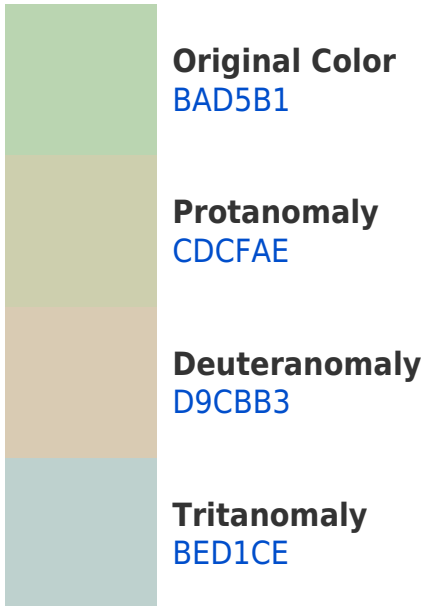 Original Color
BAD5B1
Protanomaly
CDCFAE
Deuteranomaly
D9CBB3
Tritanomaly
BED1CE